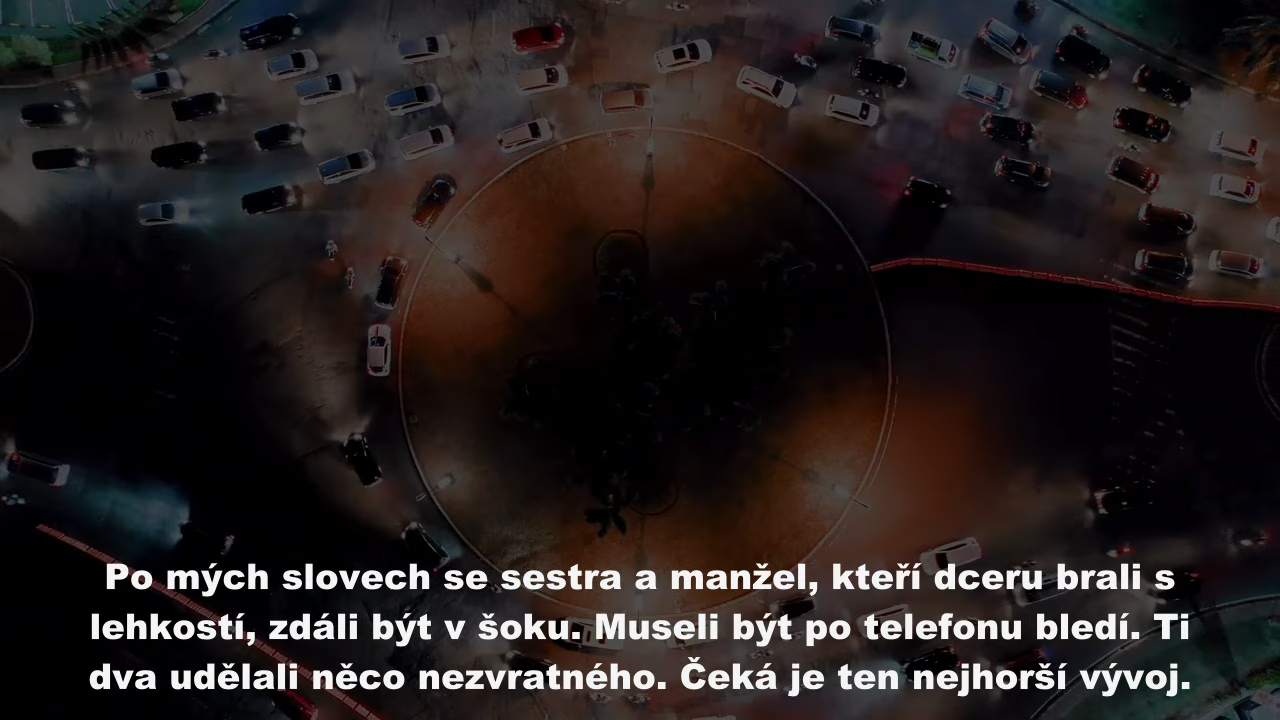 Po mých slovech se sestra a manžel, kteří dceru brali s
lehkostí, zdáli být v šoku. Museli být po telefonu bledí. Ti
dva udělali něco nezvratného. Čeká je ten nejhorší vývoj.